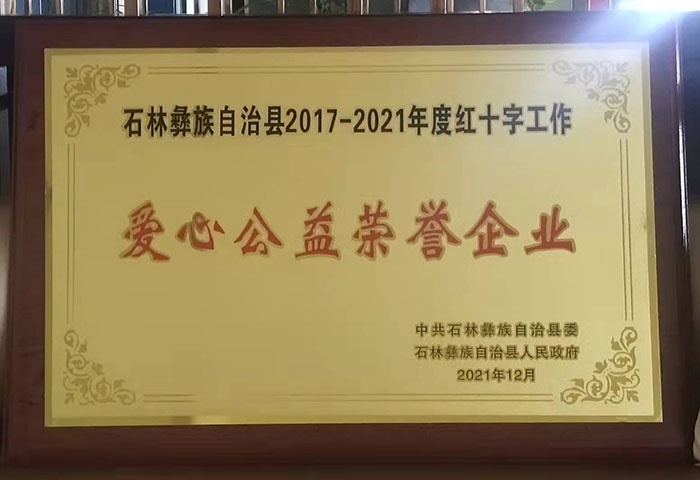 石林彝族自治县2017-2021年度红十字工作
爱心公益荣誉企业
中共石林彝族自治县委
石林彝族自治县人民政府
2021年12月